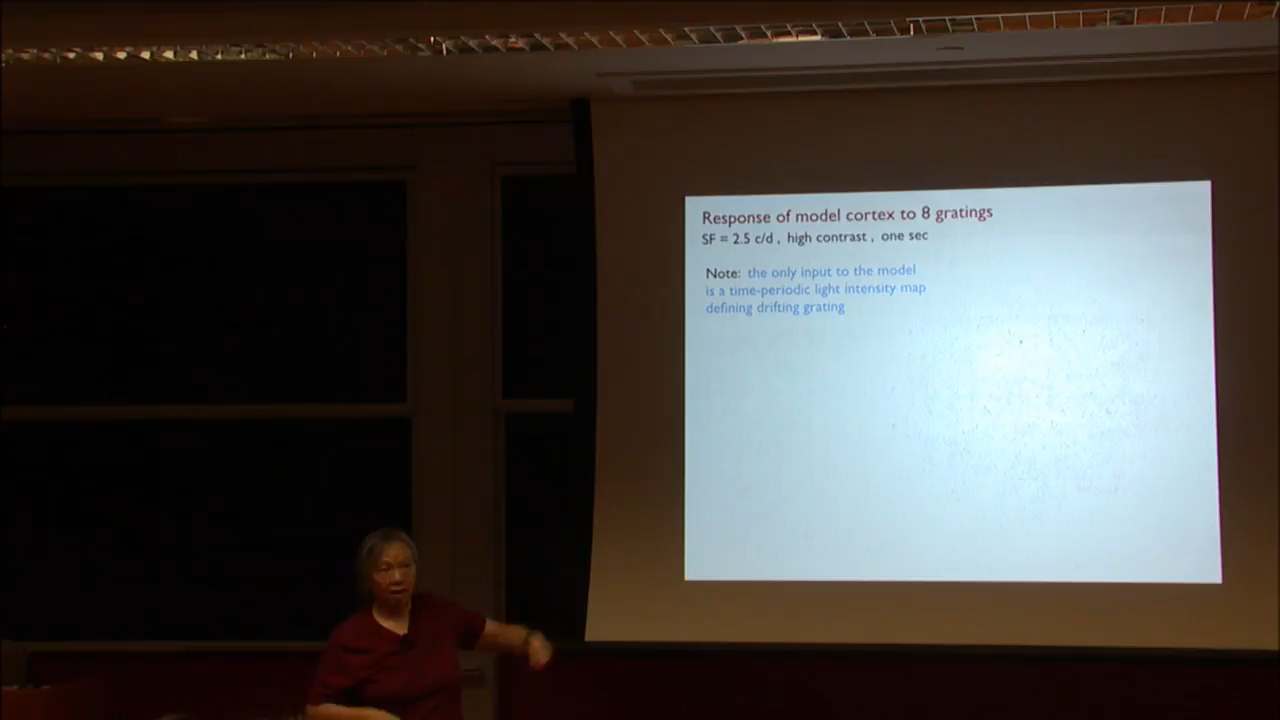 Response of model cortex to 8 gratings
SF = 2.5 c/d , high contrast , one sec
Note: the only input to the model
is a time-periodic light intensity map
defining drifting grating